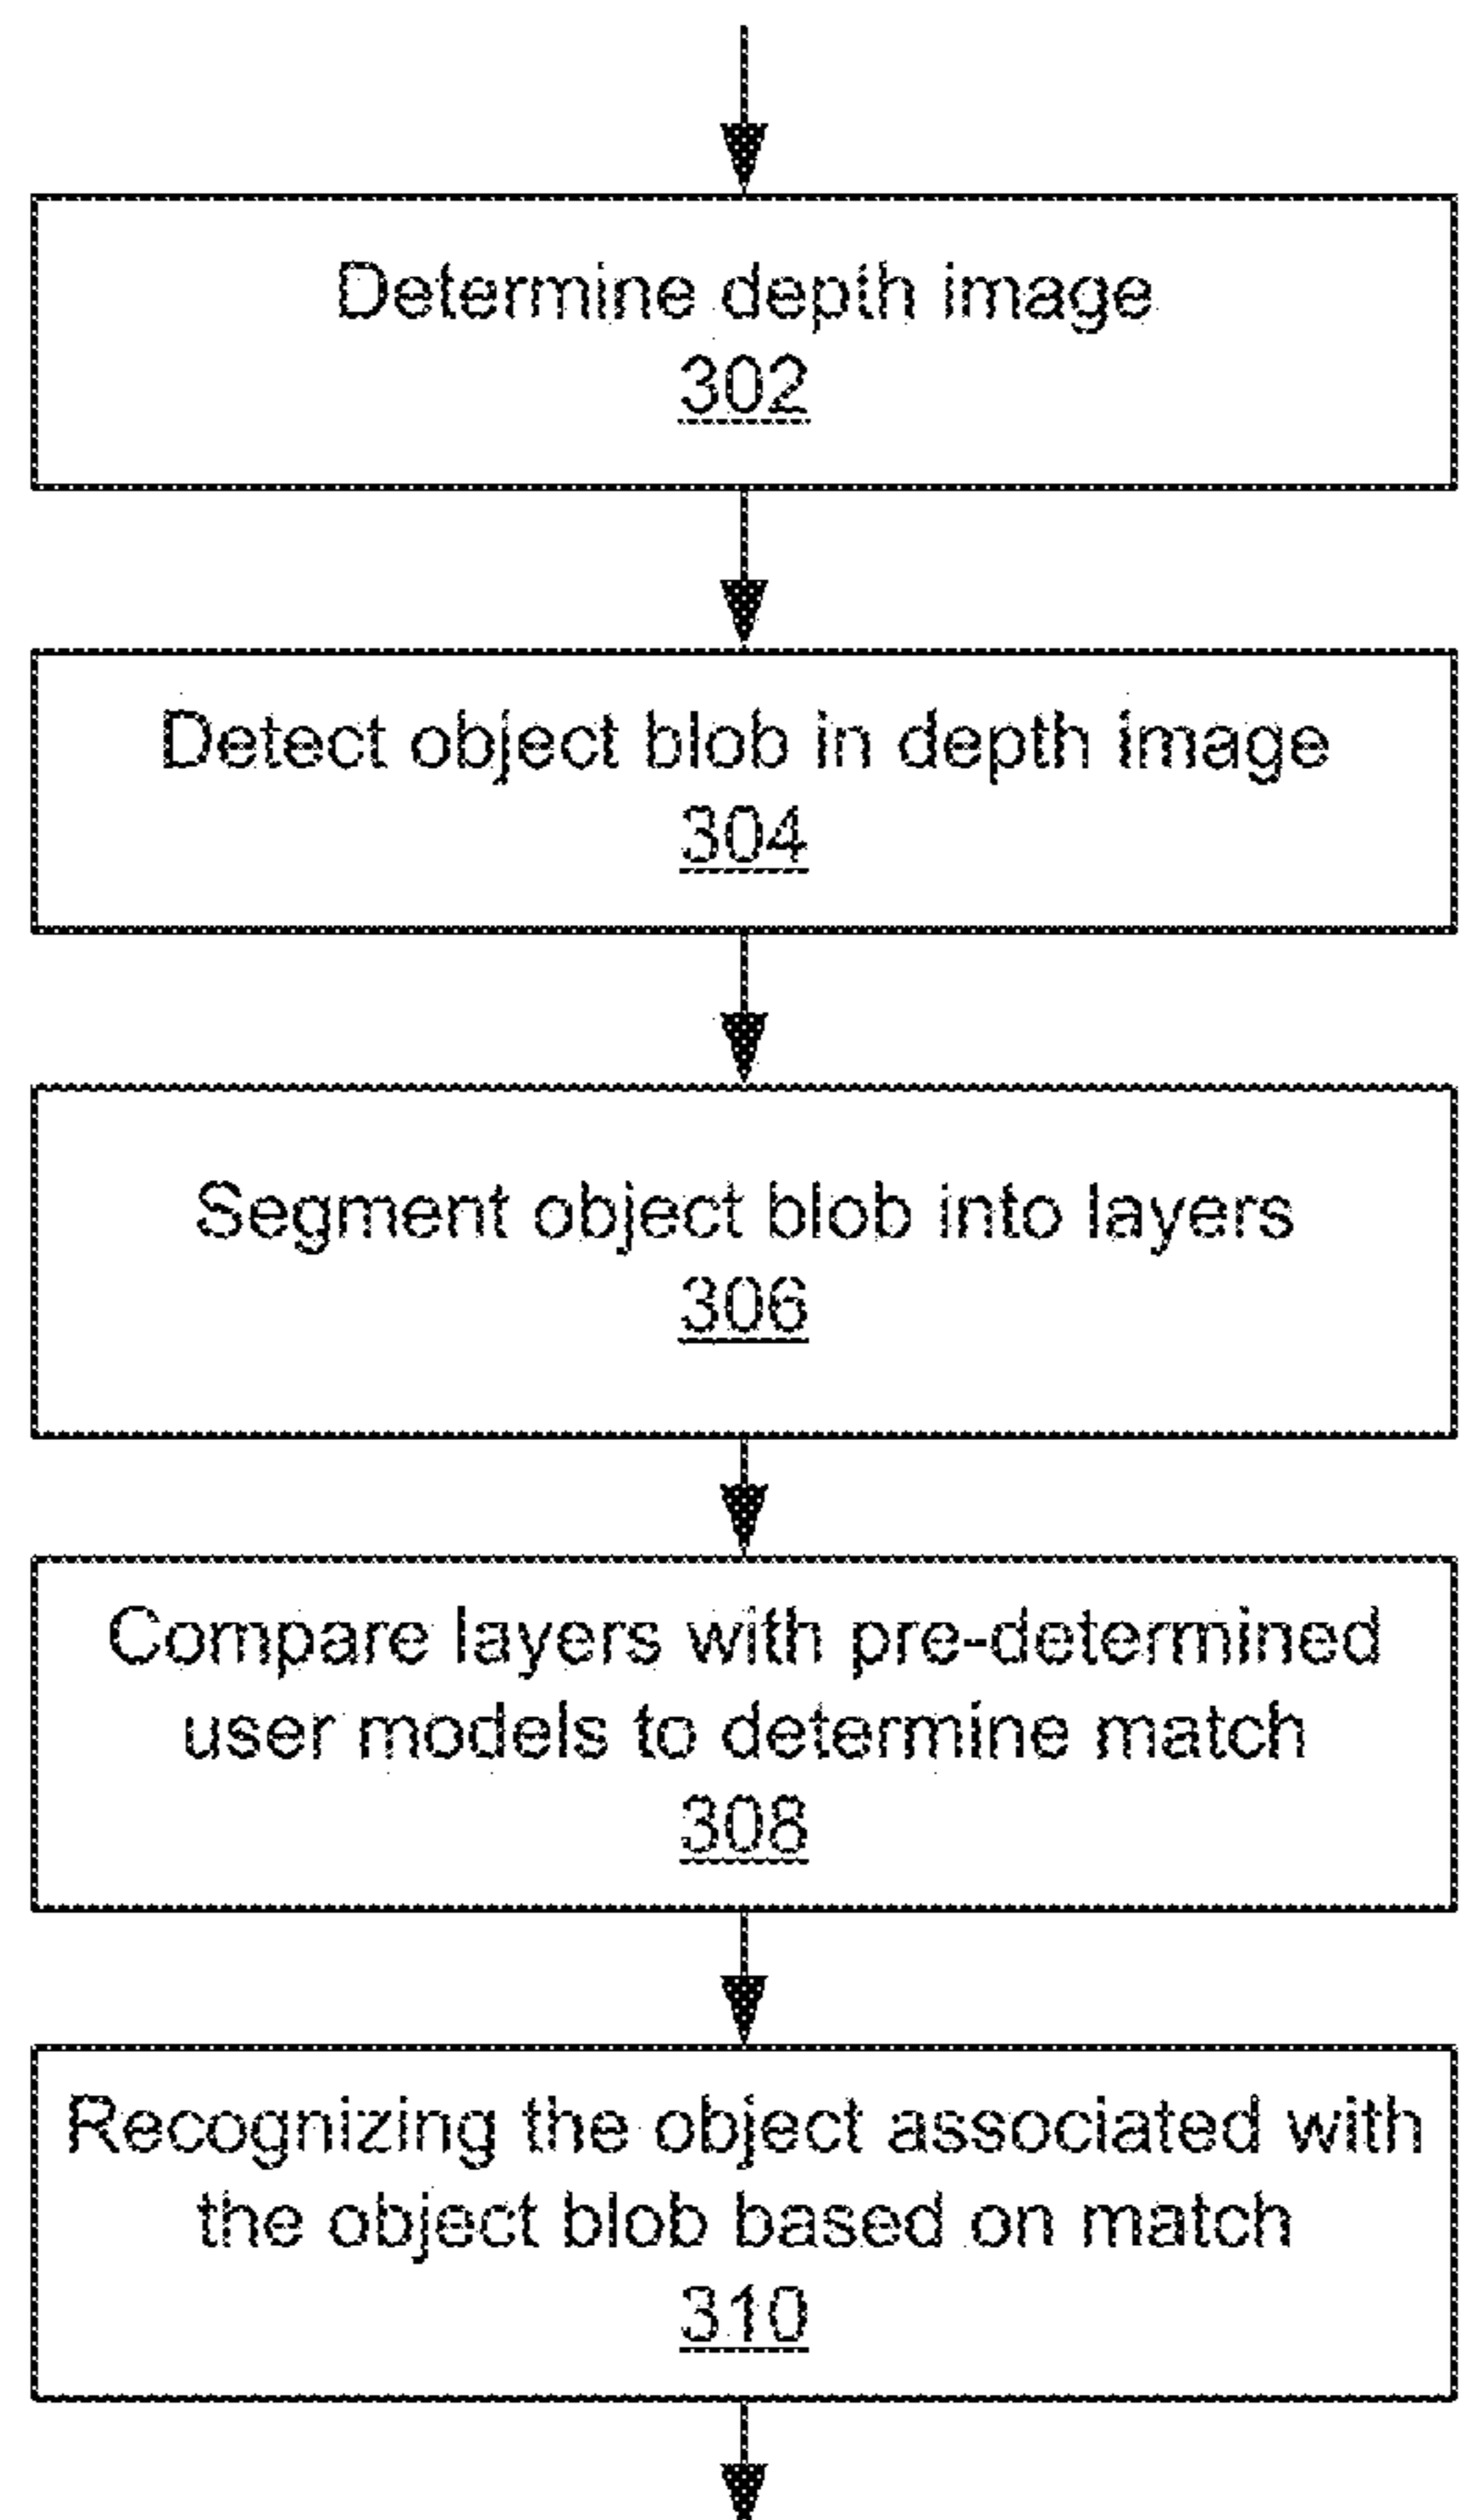 Determine depth image
302
Detect object blob in depth image
304
Segment object blob into layers
306
Compare layers with pre-determined
user models to determine match
308
Recognizing the object associated with
the object blob based on match
310